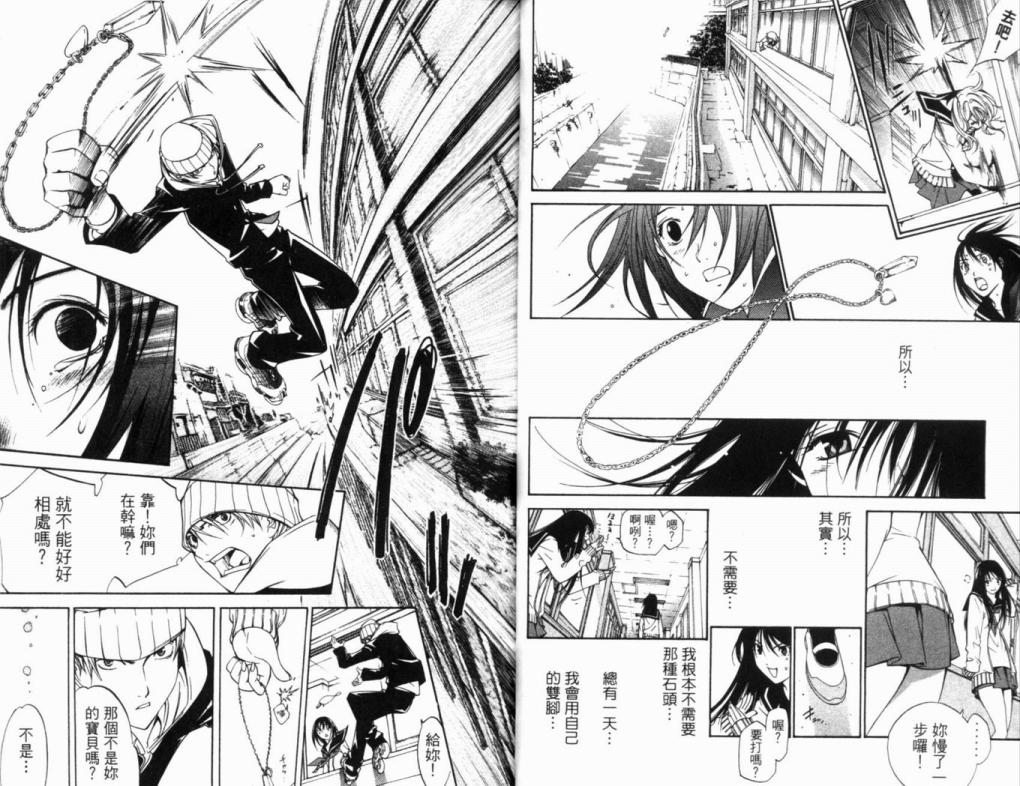 去吧！
所以…
所以…
其實…
不需要…
嗯？
喔…？
啊咧？
……
妳慢了一
步囉！
喔？
要打嗎？
我根本不需要
那種石頭…
總有一天…
我會用自己
的雙腳…
靠！妳們
在幹嘛？
就不能好好
相處嗎？
給妳！
那個不是妳
的寶貝嗎？
不是…